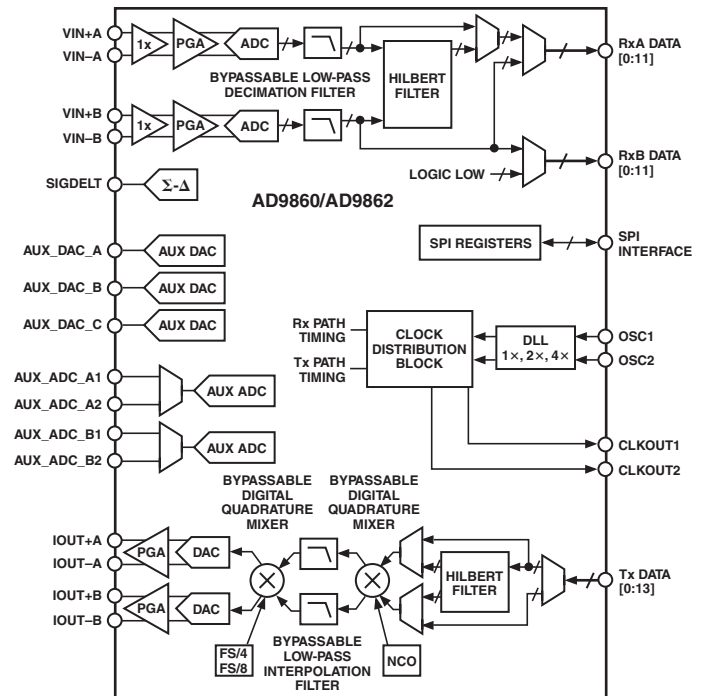 VIN+A
VIN–A
1x
PGA
ADC
BYPASSABLE LOW-PASS
DECIMATION FILTER
HILBERT
FILTER
RxA DATA
[0:11]
VIN+B
VIN–B
1x
PGA
ADC
LOGIC LOW
RxB DATA
[0:11]
SIGDELT
Σ-Δ
AD9860/AD9862
SPI REGISTERS
SPI
INTERFACE
AUX_DAC_A
AUX DAC
AUX_DAC_B
AUX DAC
AUX_DAC_C
AUX DAC
Rx PATH
TIMING
Tx PATH
TIMING
CLOCK
DISTRIBUTION
BLOCK
DLL
1×, 2×, 4×
OSC1
OSC2
AUX_ADC_A1
AUX_ADC_A2
AUX ADC
AUX_ADC_B1
AUX_ADC_B2
AUX ADC
CLKOUT1
CLKOUT2
BYPASSABLE
DIGITAL
QUADRATURE
MIXER
BYPASSABLE
DIGITAL
QUADRATURE
MIXER
IOUT+A
IOUT–A
PGA
DAC
IOUT+B
IOUT–B
PGA
DAC
HILBERT
FILTER
Tx DATA
[0:13]
FS/4
FS/8
BYPASSABLE
LOW-PASS
INTERPOLATION
FILTER
NCO